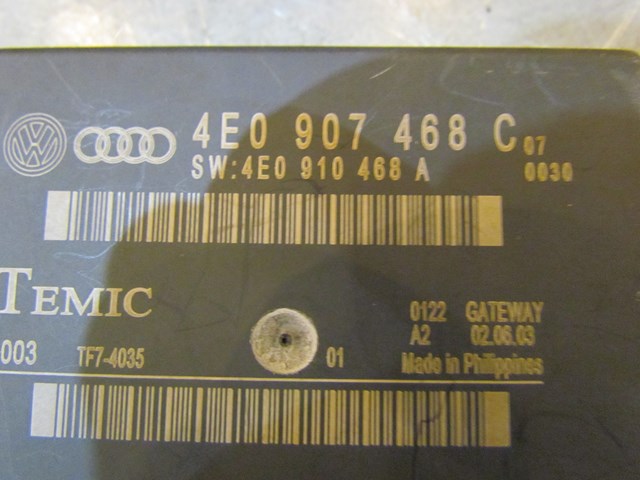 4E0 907 468 C 07
SW:4E0 910 468 A 0030
TEMIC
0122 GATEWAY
A2 02.06.03
003 TF7-4035 01 Made in Philippines